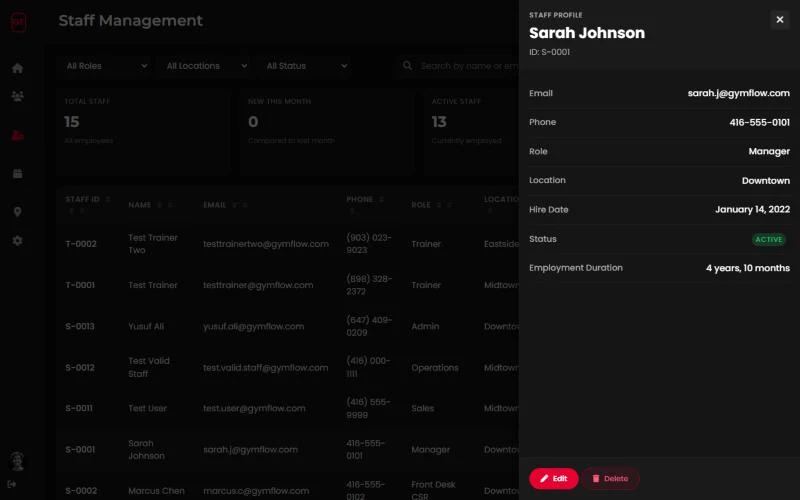 GF
Staff Management
All Roles
All Locations
All Status
Search by name or em
TOTAL STAFF
15
All employees
NEW THIS MONTH
0
Compared to last month
ACTIVE STAFF
13
Currently employed
STAFF ID NAME EMAIL PHONE ROLE LOCATIO
T-0002 Test Trainer Two testtrainertwo@gymflow.com (903) 023-9023 Trainer Eastside
T-0001 Test Trainer testtrainer@gymflow.com (898) 328-2372 Trainer Midtown
S-0013 Yusuf Ali yusuf.ali@gymflow.com (647) 409-0209 Admin Downto
S-0012 Test Valid Staff test.valid.staff@gymflow.com (416) 000-1111 Operations Midtown
S-0011 Test User test.user@gymflow.com (416) 555-9999 Sales Midtown
S-0001 Sarah Johnson sarah.j@gymflow.com 416-555-0101 Manager Downto
S-0002 Marcus Chen marcus.c@gymflow.com 416-555-0102 Front Desk CSR Downto
STAFF PROFILE
Sarah Johnson
ID: S-0001
Email sarah.j@gymflow.com
Phone 416-555-0101
Role Manager
Location Downtown
Hire Date January 14, 2022
Status ACTIVE
Employment Duration 4 years, 10 months
Edit
Delete